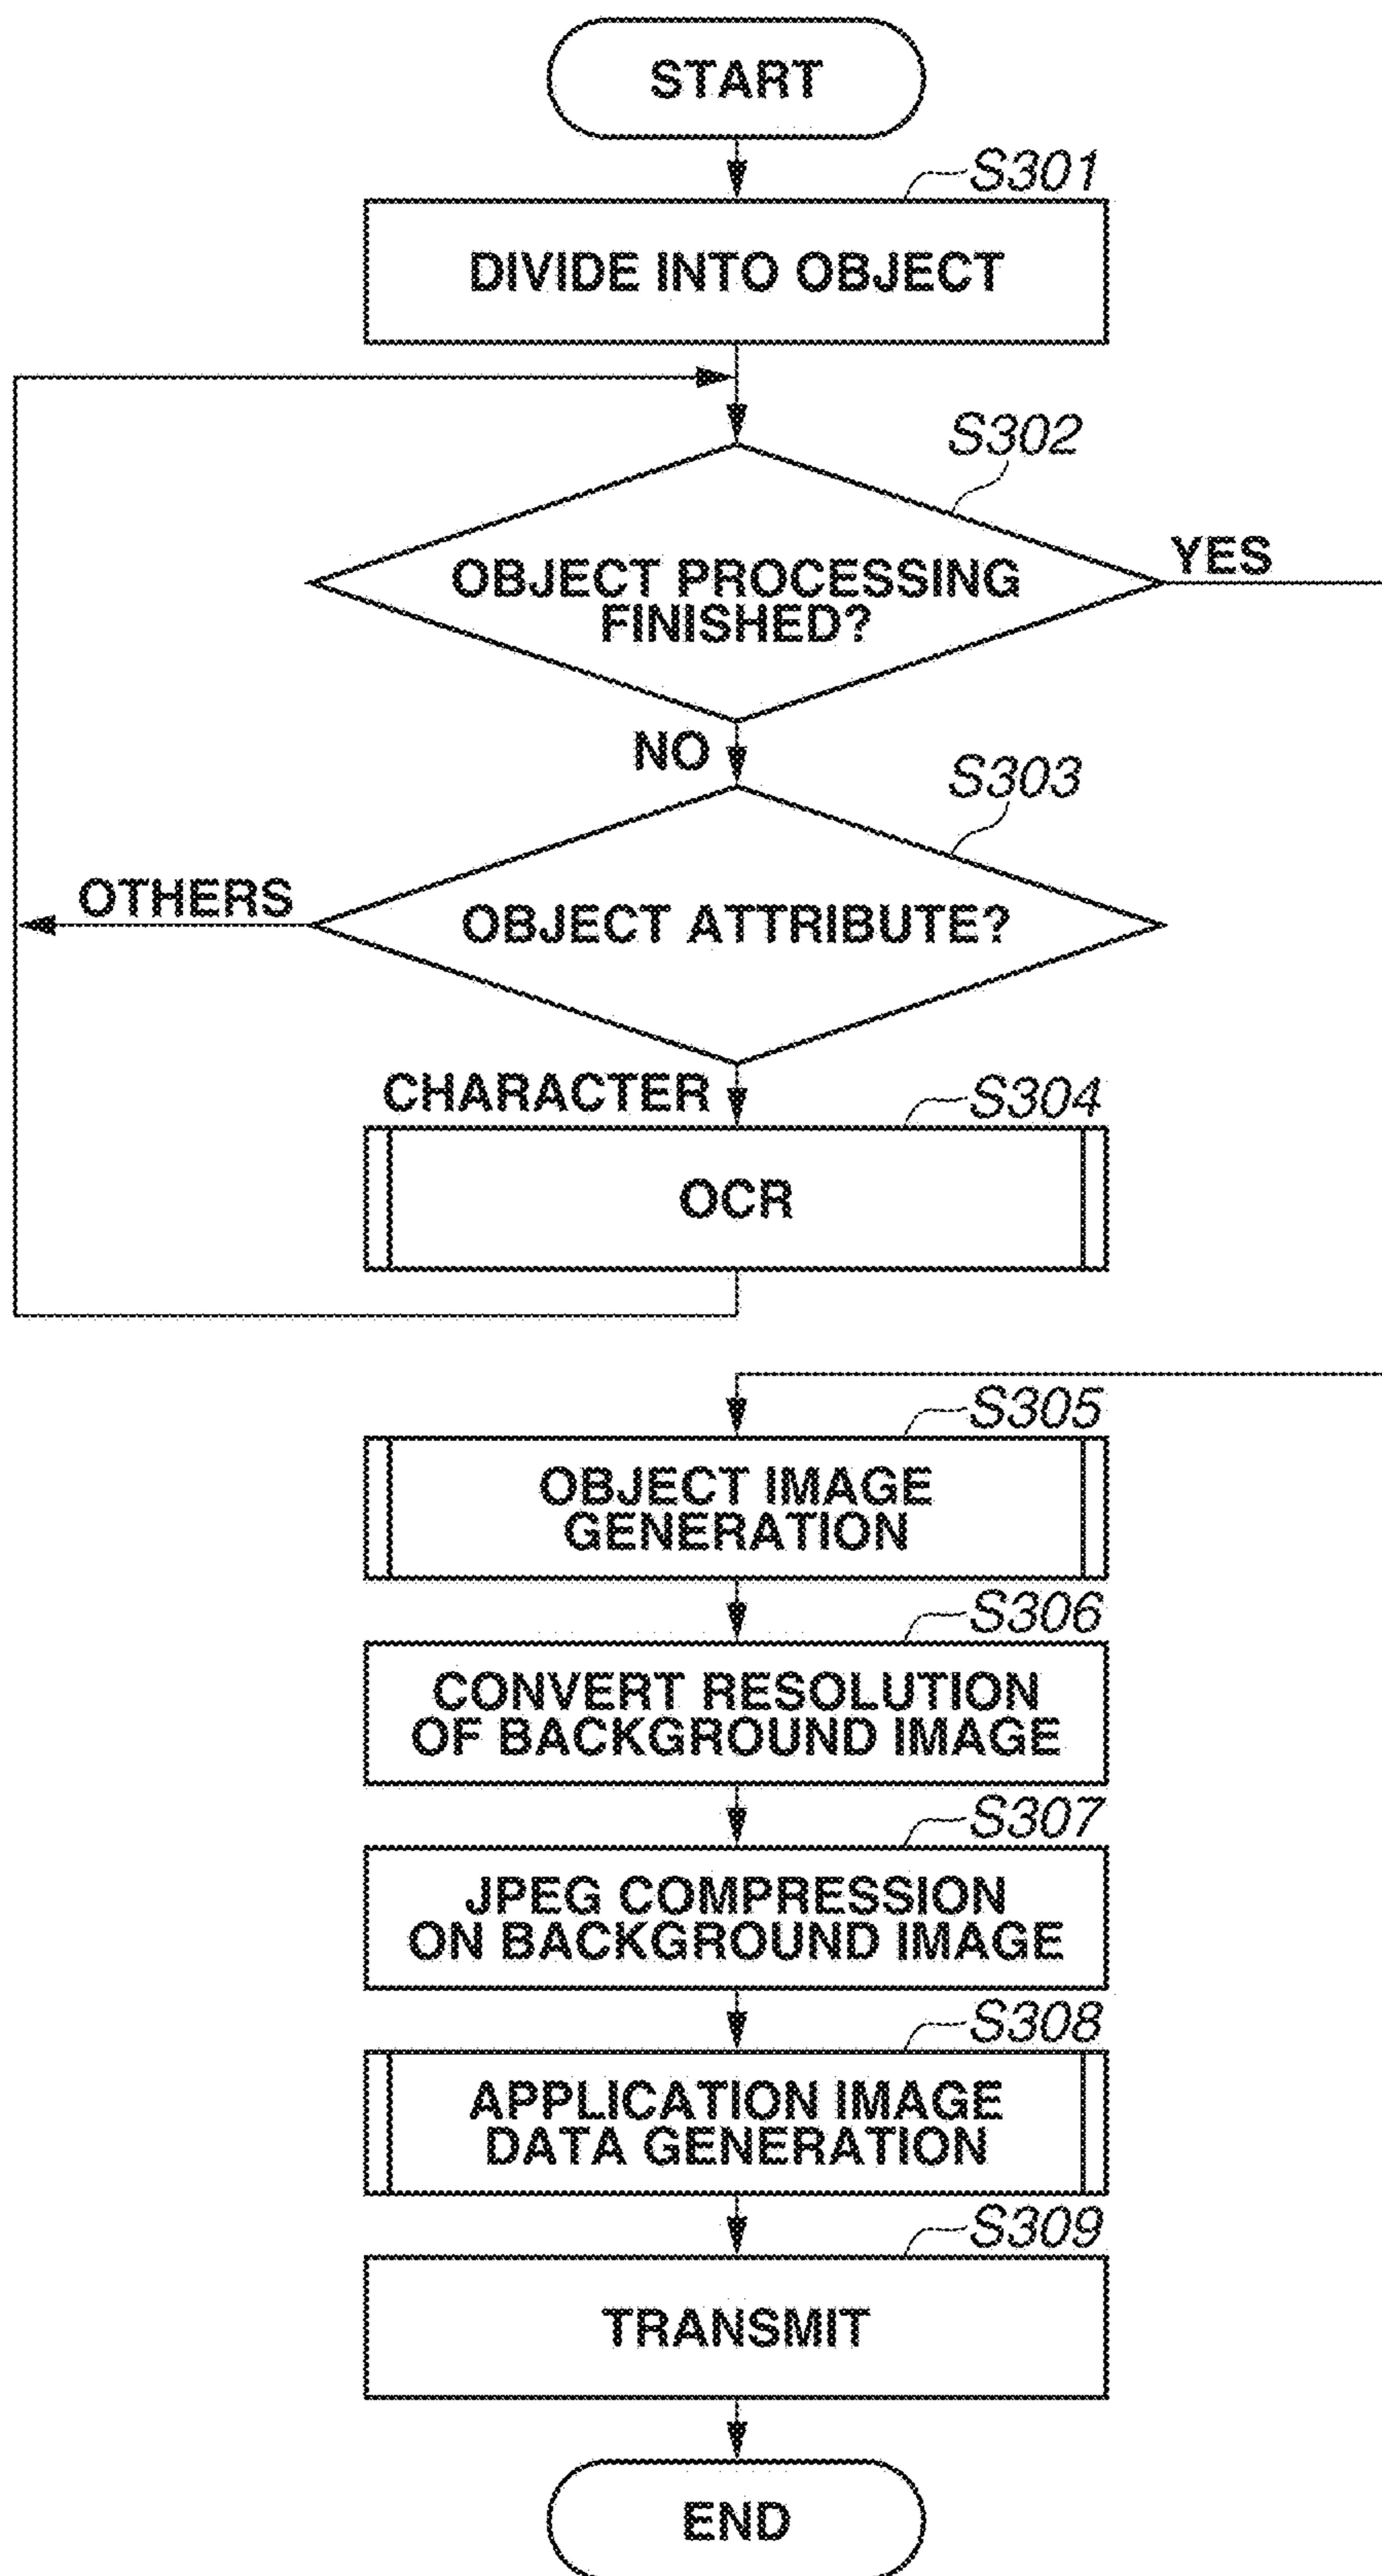 START
S301
DIVIDE INTO OBJECT
S302
OBJECT PROCESSING
FINISHED?
YES
NO
S303
OTHERS
OBJECT ATTRIBUTE?
CHARACTER
S304
OCR
S305
OBJECT IMAGE
GENERATION
S306
CONVERT RESOLUTION
OF BACKGROUND IMAGE
S307
JPEG COMPRESSION
ON BACKGROUND IMAGE
S308
APPLICATION IMAGE
DATA GENERATION
S309
TRANSMIT
END